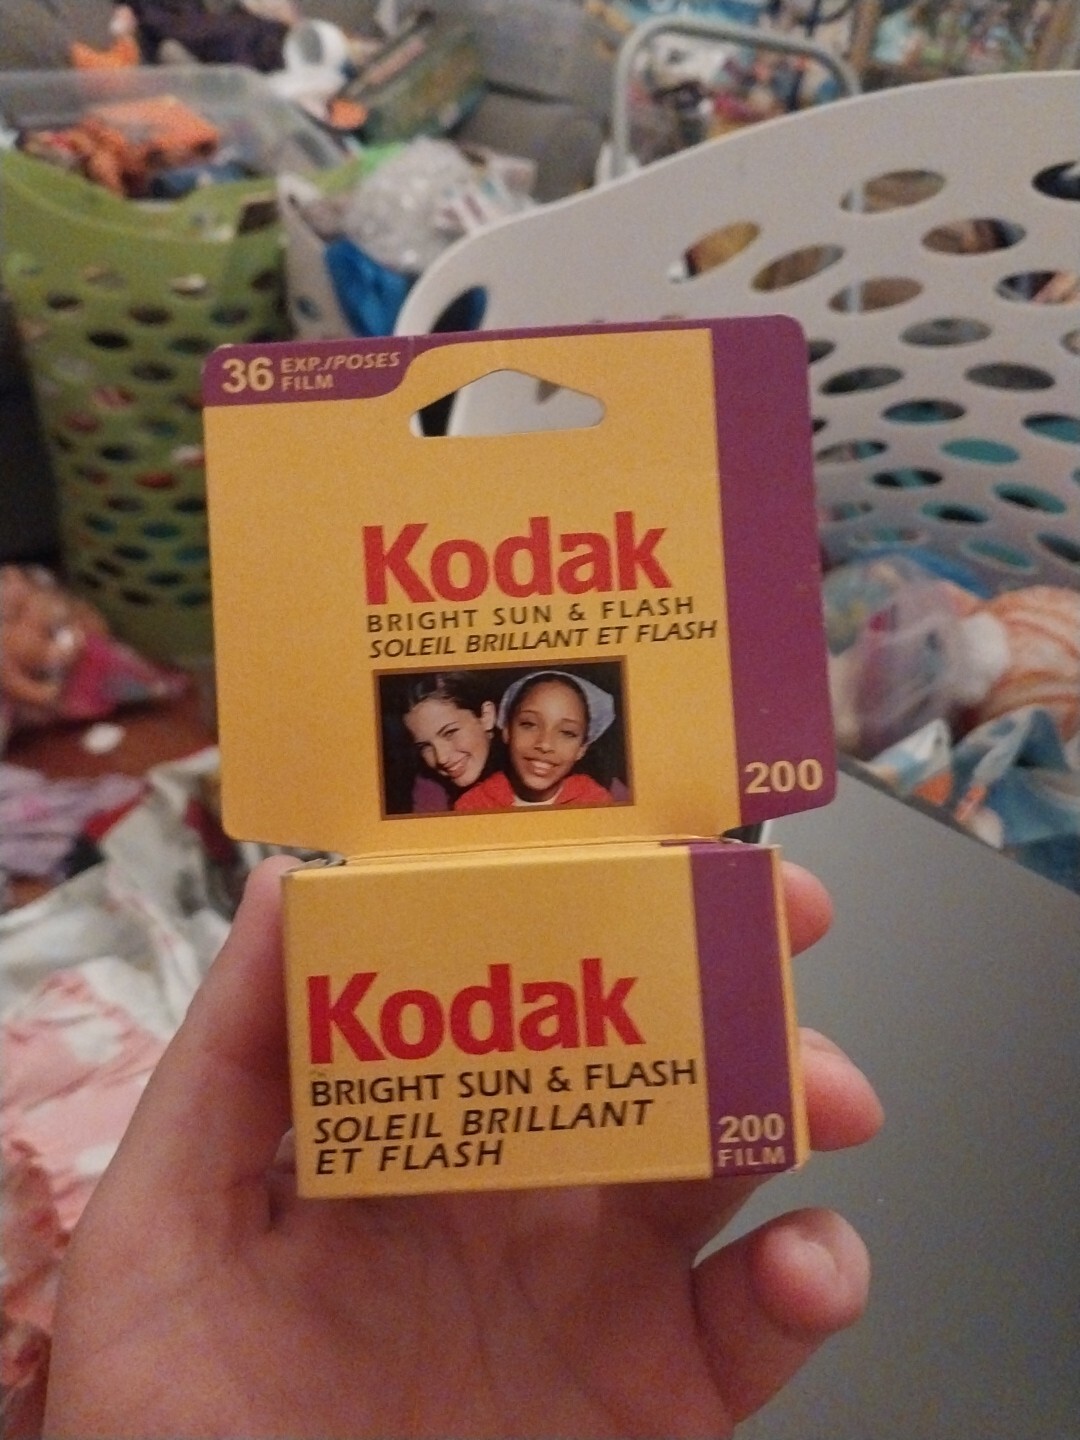 36 EXP./POSES
FILM
Kodak
BRIGHT SUN & FLASH
SOLEIL BRILLANT ET FLASH
200
Kodak
BRIGHT SUN & FLASH
SOLEIL BRILLANT
ET FLASH
200
FILM